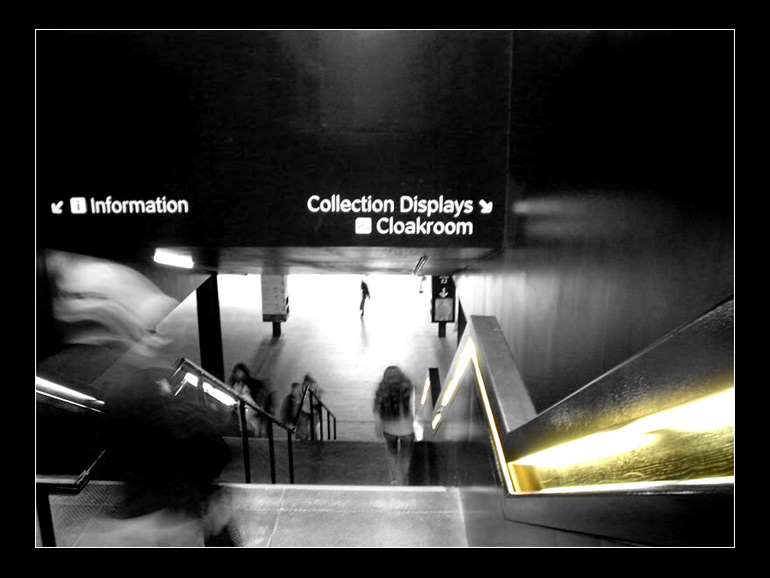 Information
Collection Displays
Cloakroom